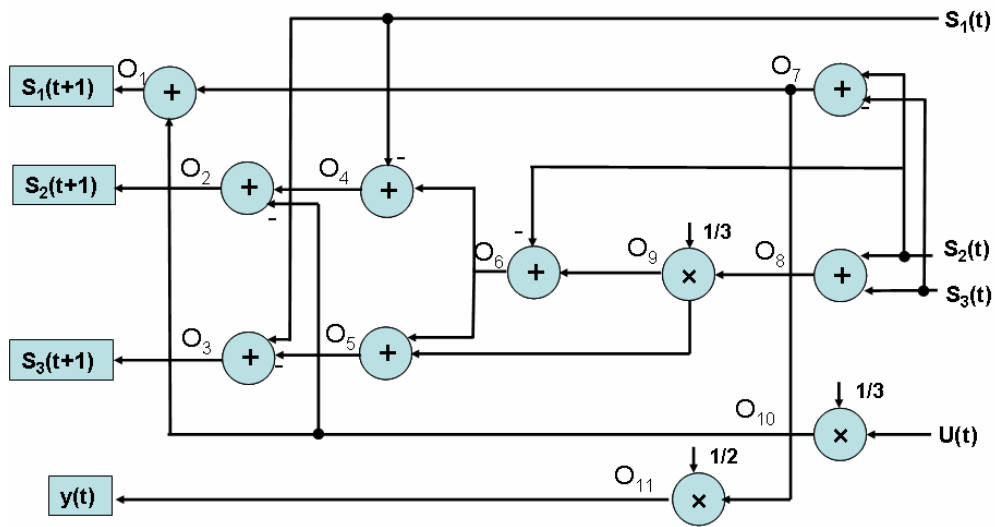 S₁(t)
O₁
O₇
S₁(t+1)
+
+
-
-
O₂
O₄
S₂(t+1)
+
+
-
-
1/3
O₆
O₉
O₈
S₂(t)
+
×
+
S₃(t)
O₃
O₅
S₃(t+1)
+
-
+
1/3
O₁₀
×
U(t)
1/2
O₁₁
y(t)
×